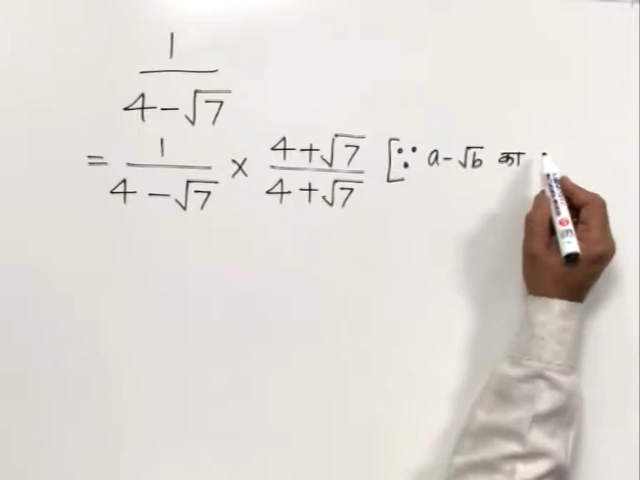 1
4-√7
= 1/4-√7 × 4+√7/4+√7 [∵ a-√b का